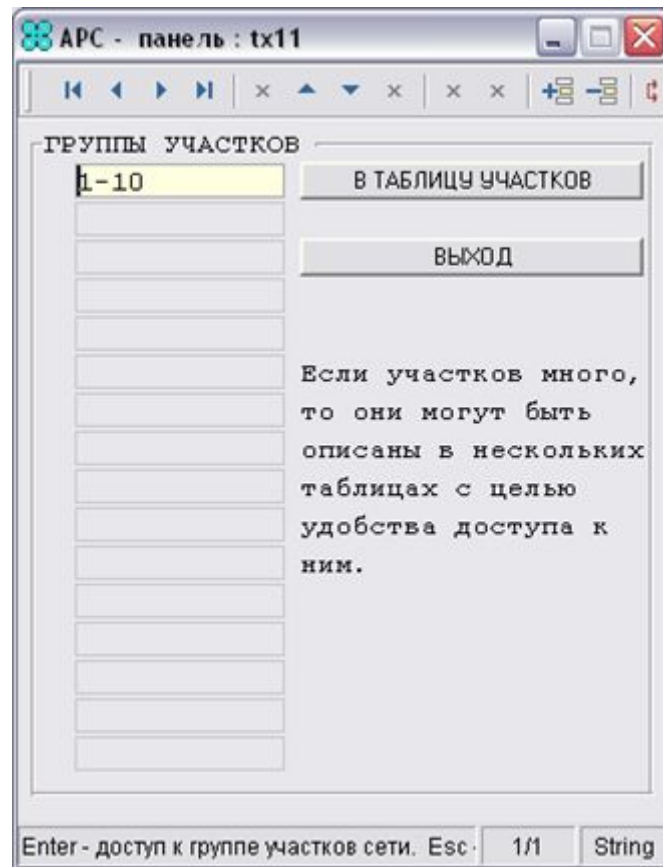 АРС - панель : tx11
ГРУППЫ УЧАСТКОВ
1-10
В ТАБЛИЦУ УЧАСТКОВ
ВЫХОД
Если участков много,
то они могут быть
описаны в нескольких
таблицах с целью
удобства доступа к
ним.
Enter - доступ к группе участков сети. Esc -
1/1
String